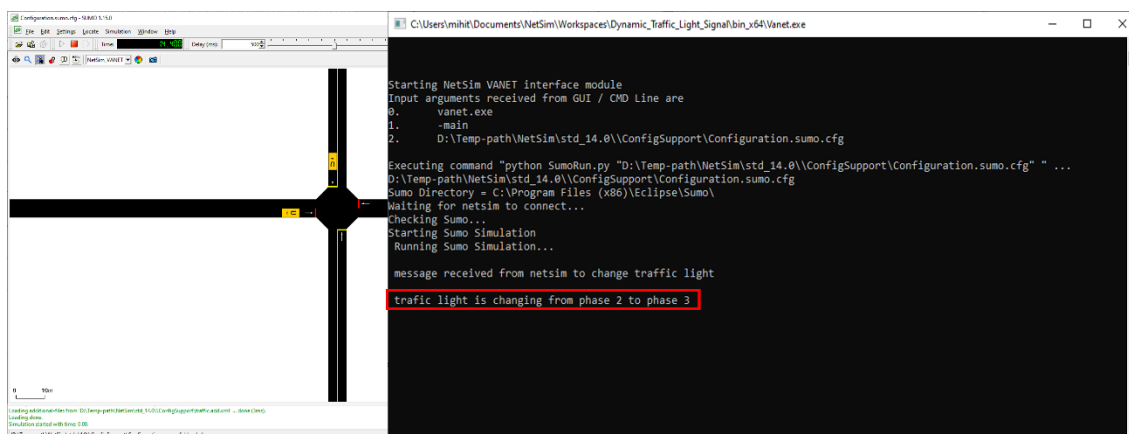 Configuration.sumo.cfg - SUMO 1.15.0
File Edit Settings Locate Simulation Window Help
Time: Delay (ms):
NetSim_VANET
0 10m
Loading done.
Simulation started with time: 0.00
C:\Users\mihit\Documents\NetSim\Workspaces\Dynamic_Traffic_Light_Signal\bin_x64\Vanet.exe
Starting NetSim VANET interface module
Input arguments received from GUI / CMD Line are
0. vanet.exe
1. -main
2. D:\Temp-path\NetSim\std_14.0\\ConfigSupport\Configuration.sumo.cfg
Executing command "python SumoRun.py "D:\Temp-path\NetSim\std_14.0\\ConfigSupport\Configuration.sumo.cfg" " ...
D:\Temp-path\NetSim\std_14.0\\ConfigSupport\Configuration.sumo.cfg
Sumo Directory = C:\Program Files (x86)\Eclipse\Sumo\
Waiting for netsim to connect...
Checking Sumo...
Starting Sumo Simulation
Running Sumo Simulation...
message received from netsim to change traffic light
trafic light is changing from phase 2 to phase 3